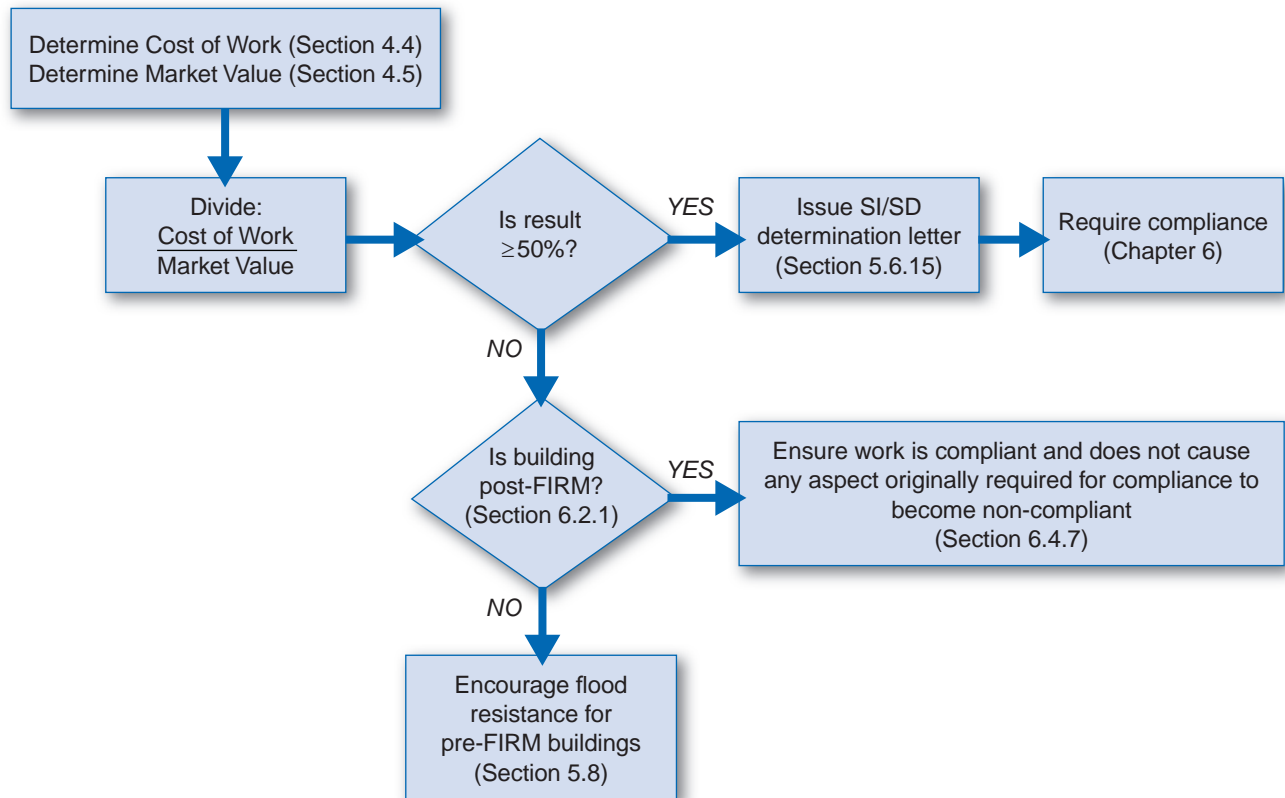 Determine Cost of Work (Section 4.4)
Determine Market Value (Section 4.5)
Divide:
Cost of Work
Market Value
Is result
≥50%?
YES
Issue SI/SD
determination letter
(Section 5.6.15)
Require compliance
(Chapter 6)
NO
Is building
post-FIRM?
(Section 6.2.1)
YES
Ensure work is compliant and does not cause
any aspect originally required for compliance to
become non-compliant
(Section 6.4.7)
NO
Encourage flood
resistance for
pre-FIRM buildings
(Section 5.8)